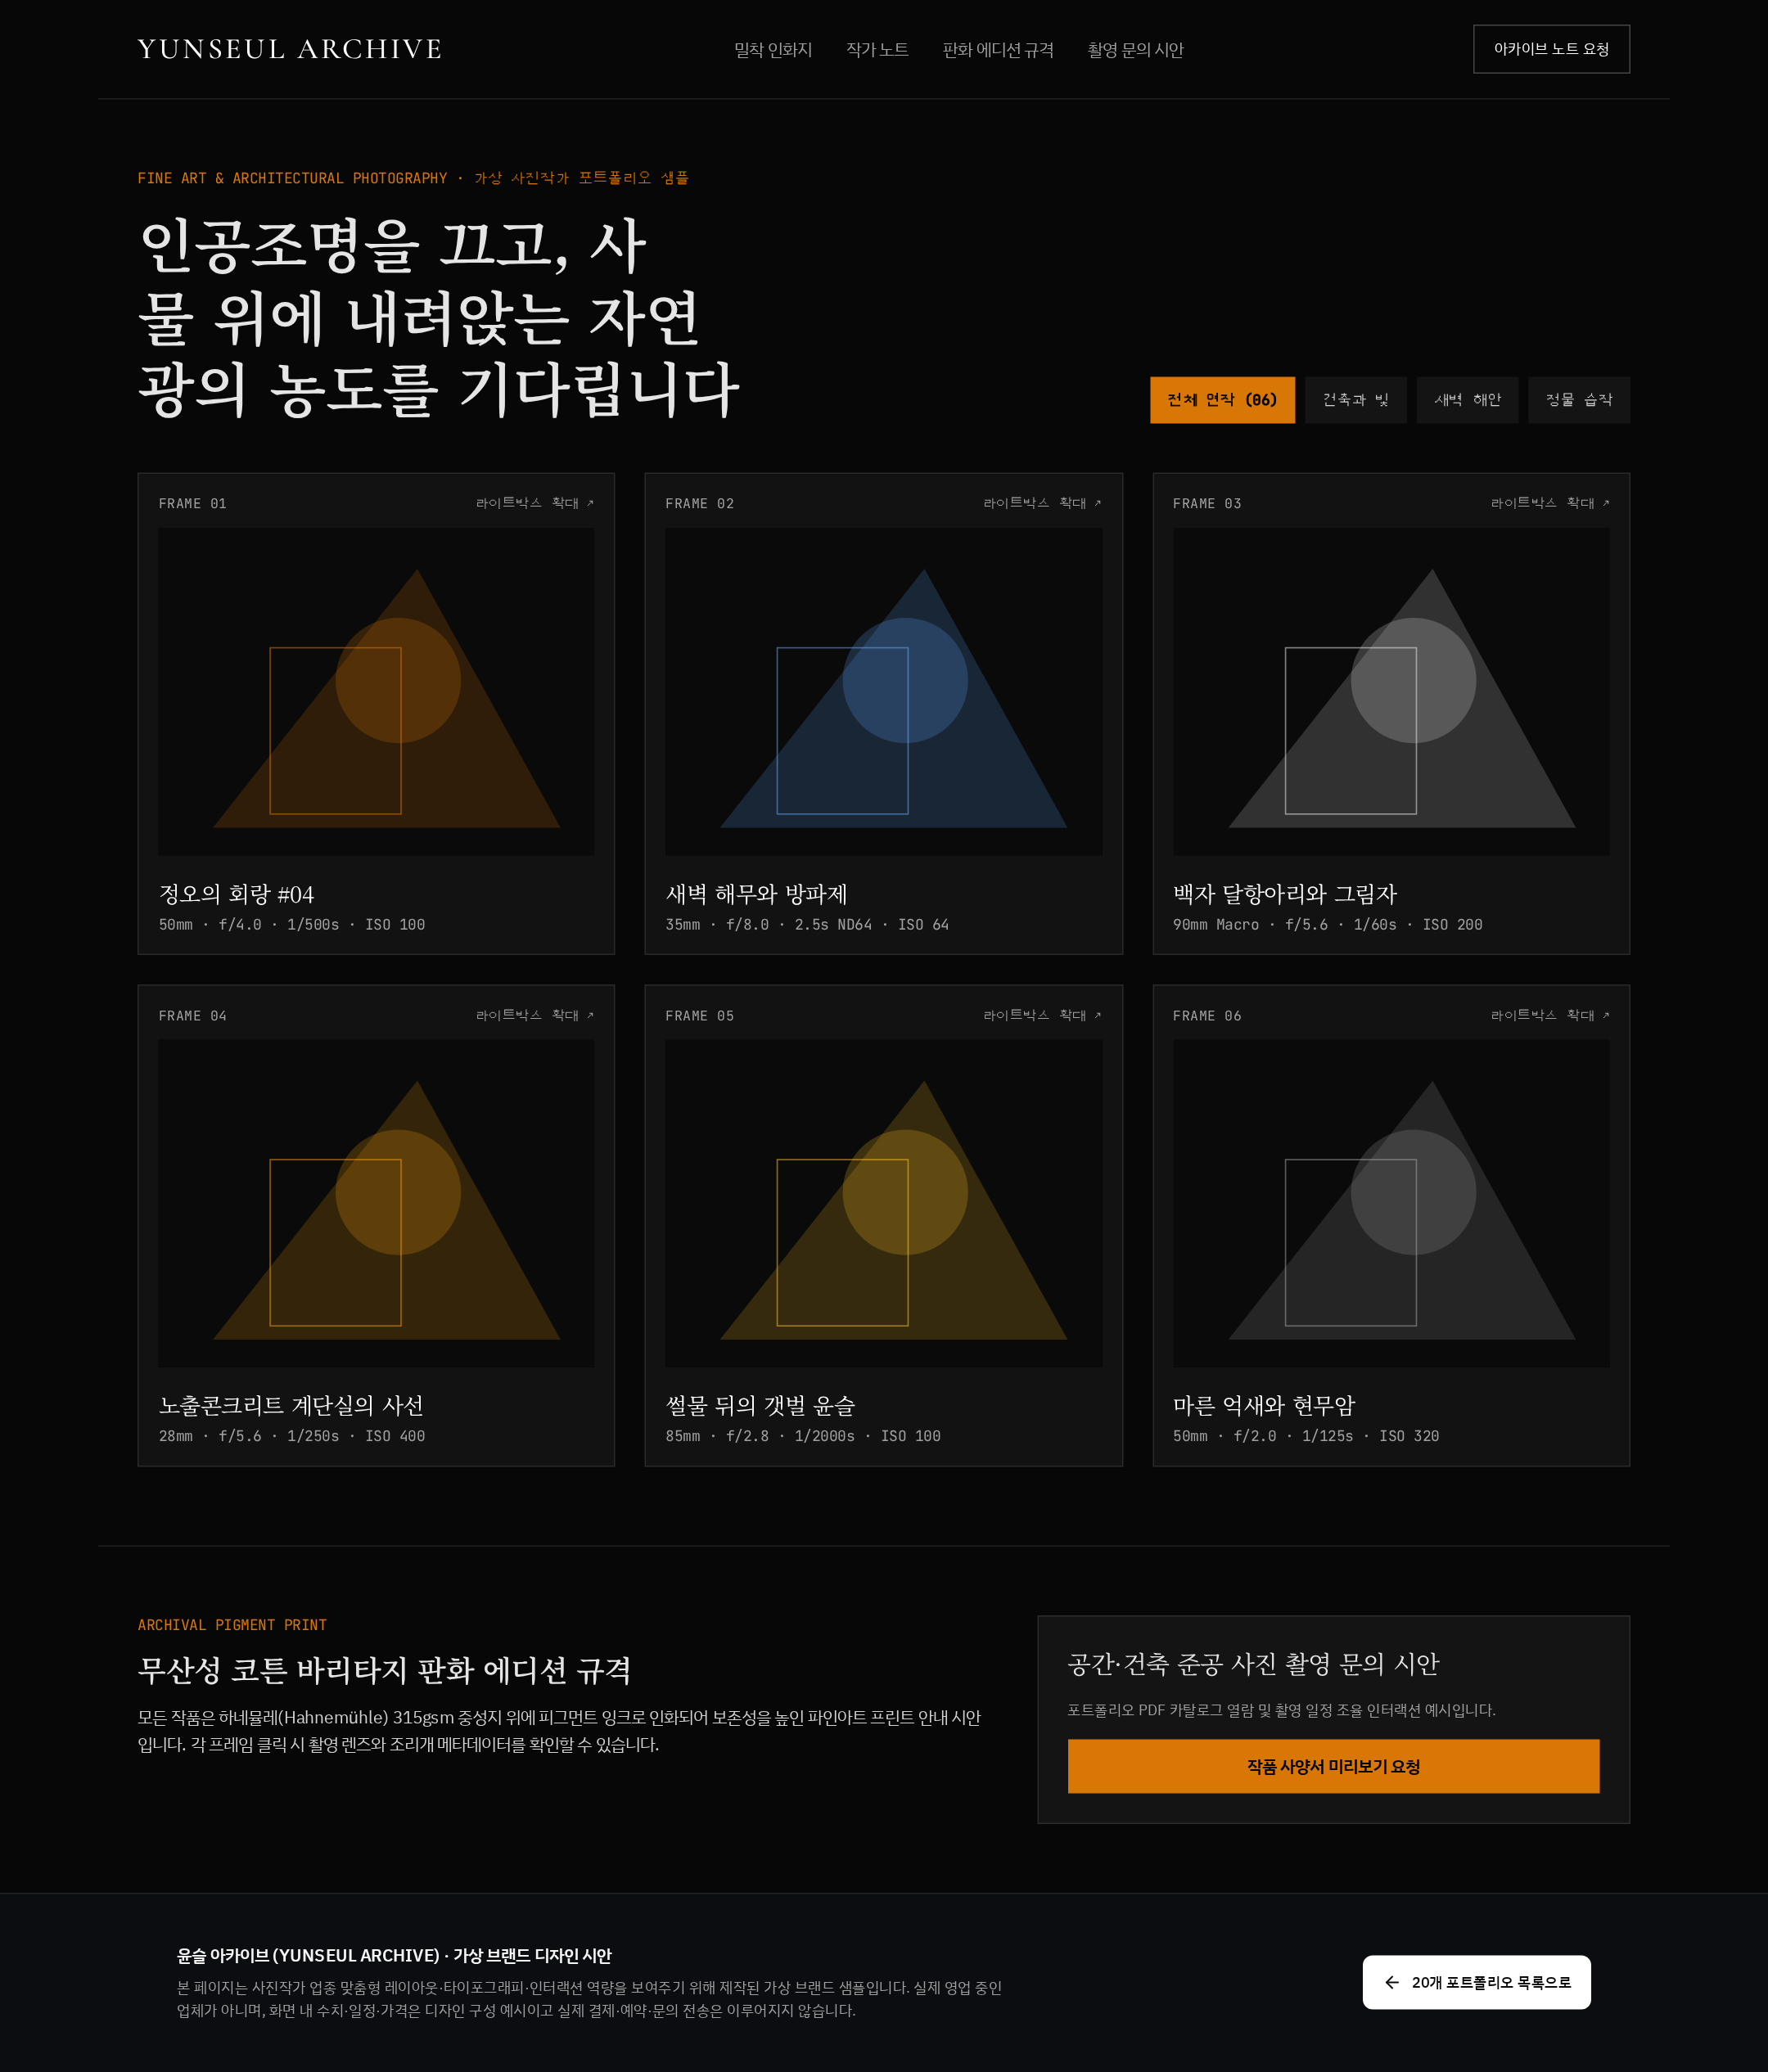 YUNSEUL ARCHIVE
밀착 인화지 작가 노트 판화 에디션 규격 촬영 문의 시안
아카이브 노트 요청
FINE ART & ARCHITECTURAL PHOTOGRAPHY · 가상 사진작가 포트폴리오 샘플
인공조명을 끄고, 사
물 위에 내려앉는 자연
광의 농도를 기다립니다
전체 연작 (06) 건축과 빛 새벽 해안 정물 습작
FRAME 01 라이트박스 확대 ↗
정오의 회랑 #04
50mm · f/4.0 · 1/500s · ISO 100
FRAME 02 라이트박스 확대 ↗
새벽 해무와 방파제
35mm · f/8.0 · 2.5s ND64 · ISO 64
FRAME 03 라이트박스 확대 ↗
백자 달항아리와 그림자
90mm Macro · f/5.6 · 1/60s · ISO 200
FRAME 04 라이트박스 확대 ↗
노출콘크리트 계단실의 사선
28mm · f/5.6 · 1/250s · ISO 400
FRAME 05 라이트박스 확대 ↗
썰물 뒤의 갯벌 윤슬
85mm · f/2.8 · 1/2000s · ISO 100
FRAME 06 라이트박스 확대 ↗
마른 억새와 현무암
50mm · f/2.0 · 1/125s · ISO 320
ARCHIVAL PIGMENT PRINT
무산성 코튼 바리타지 판화 에디션 규격
모든 작품은 하네뮬레(Hahnemühle) 315gsm 중성지 위에 피그먼트 잉크로 인화되어 보존성을 높인 파인아트 프린트 안내 시안
입니다. 각 프레임 클릭 시 촬영 렌즈와 조리개 메타데이터를 확인할 수 있습니다.
공간·건축 준공 사진 촬영 문의 시안
포트폴리오 PDF 카탈로그 열람 및 촬영 일정 조율 인터랙션 예시입니다.
작품 사양서 미리보기 요청
윤슬 아카이브 (YUNSEUL ARCHIVE) · 가상 브랜드 디자인 시안
본 페이지는 사진작가 업종 맞춤형 레이아웃·타이포그래피·인터랙션 역량을 보여주기 위해 제작된 가상 브랜드 샘플입니다. 실제 영업 중인
업체가 아니며, 화면 내 수치·일정·가격은 디자인 구성 예시이고 실제 결제·예약·문의 전송은 이루어지지 않습니다.
← 20개 포트폴리오 목록으로